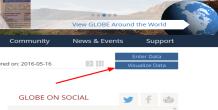 View GLOBE Around the World
Community News & Events Support
Enter Data
red on: 2016-05-16
Visualize Data
GLOBE ON SOCIAL